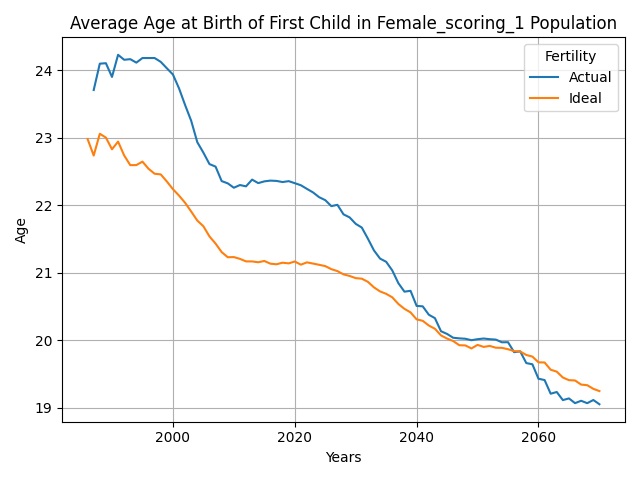 Average Age at Birth of First Child in Female_scoring_1 Population
Fertility
Actual
Ideal
Age
24
23
22
21
20
19
2000
2020
2040
2060
Years